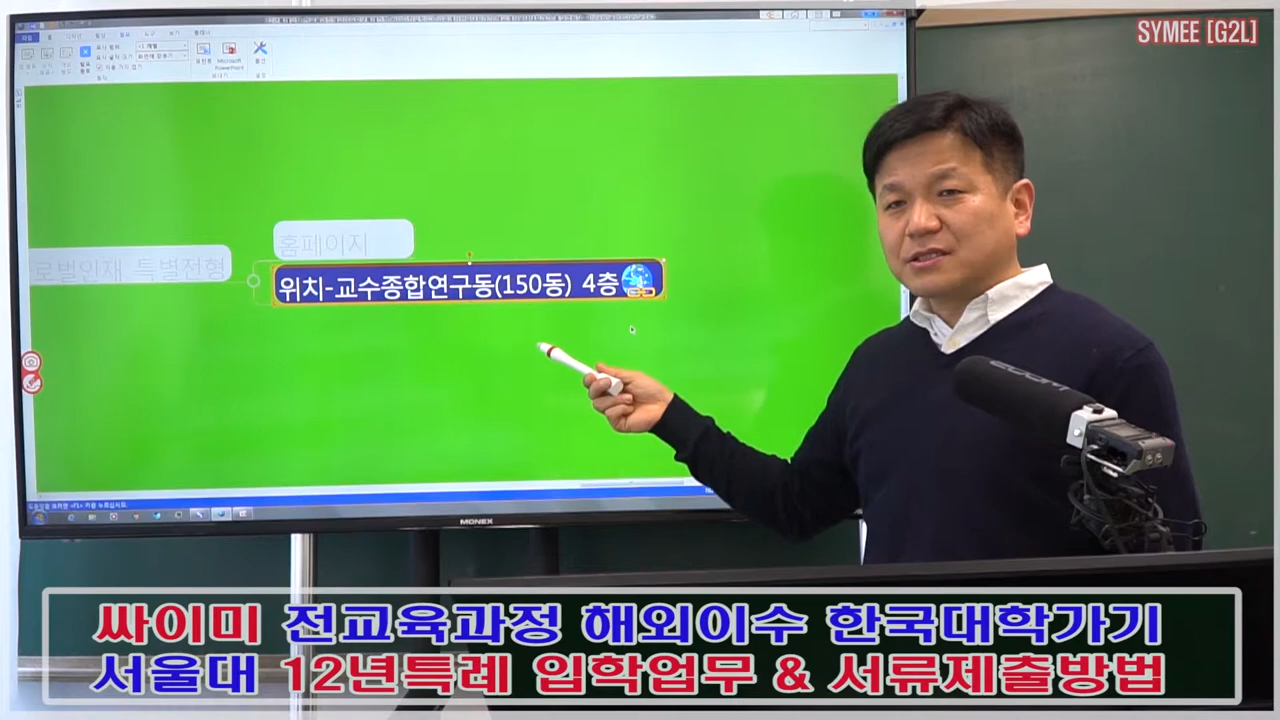 SYMEE [G2L]
Microsoft
PowerPoint
홈페이지
로벌인재 특별전형
위치-교수종합연구동(150동) 4층
ZOOM
MONEX
싸이미 전교육과정 해외이수 한국대학가기
서울대 12년특례 입학업무 & 서류제출방법